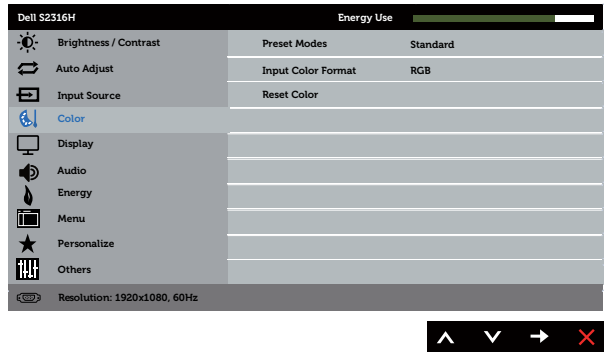 Dell S2316H Energy Use
Brightness / Contrast Preset Modes Standard
Auto Adjust Input Color Format RGB
Input Source Reset Color
Color
Display
Audio
Energy
Menu
Personalize
Others
Resolution: 1920x1080, 60Hz